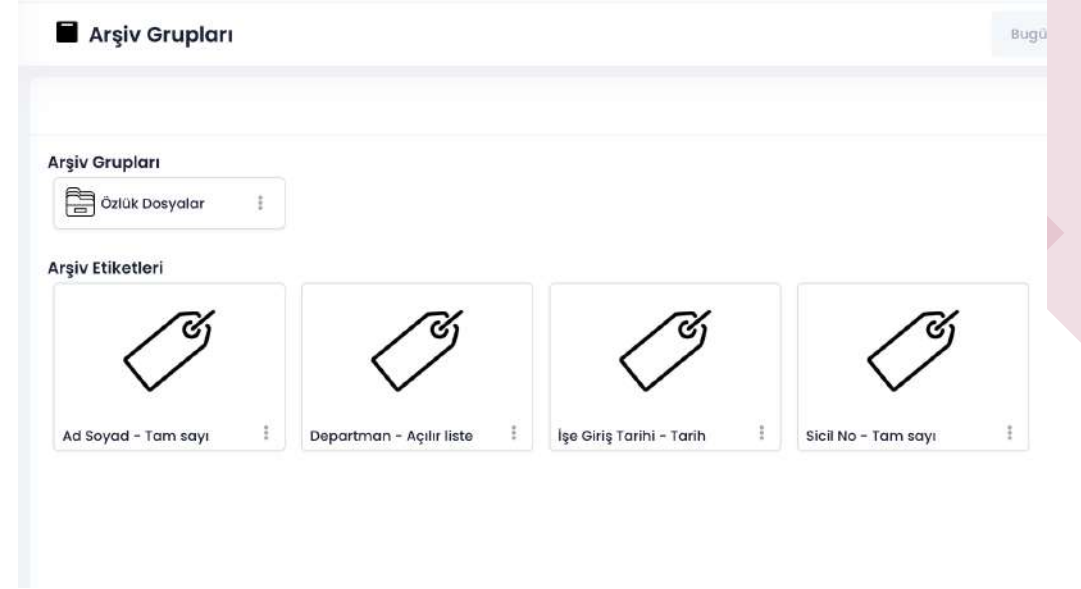 Arşiv Grupları
Arşiv Grupları
Özlük Dosyalar
Arşiv Etiketleri
Ad Soyad - Tam sayı
Departman - Açılır liste
İşe Giriş Tarihi - Tarih
Sicil No - Tam sayı